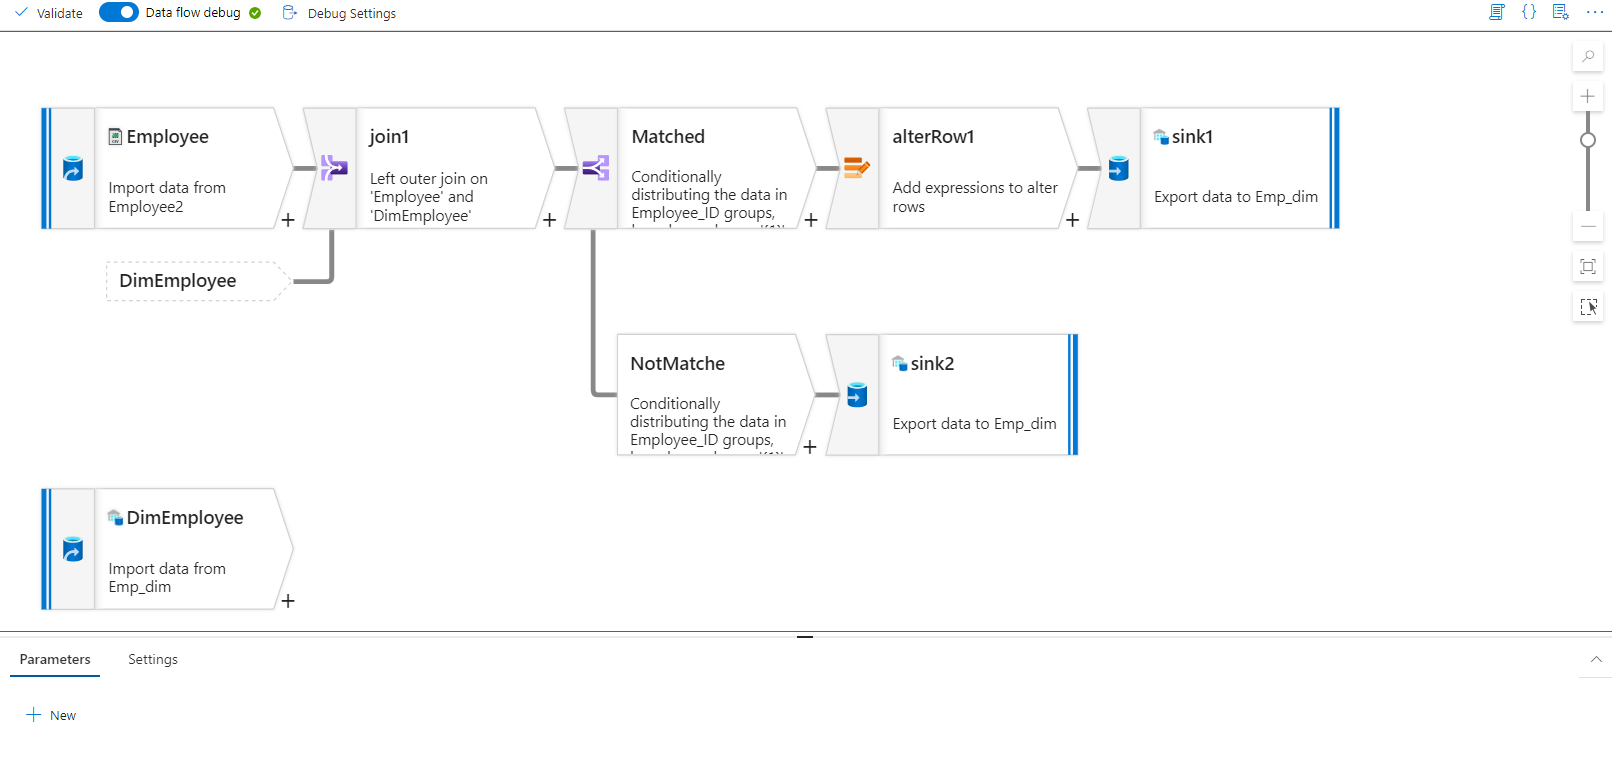 Validate
Data flow debug
Debug Settings
Employee
Import data from
Employee2
join1
Left outer join on
'Employee' and
'DimEmployee'
Matched
Conditionally
distributing the data in
Employee_ID groups,
alterRow1
Add expressions to alter
rows
sink1
Export data to Emp_dim
DimEmployee
NotMatche
Conditionally
distributing the data in
Employee_ID groups,
sink2
Export data to Emp_dim
DimEmployee
Import data from
Emp_dim
Parameters
Settings
New